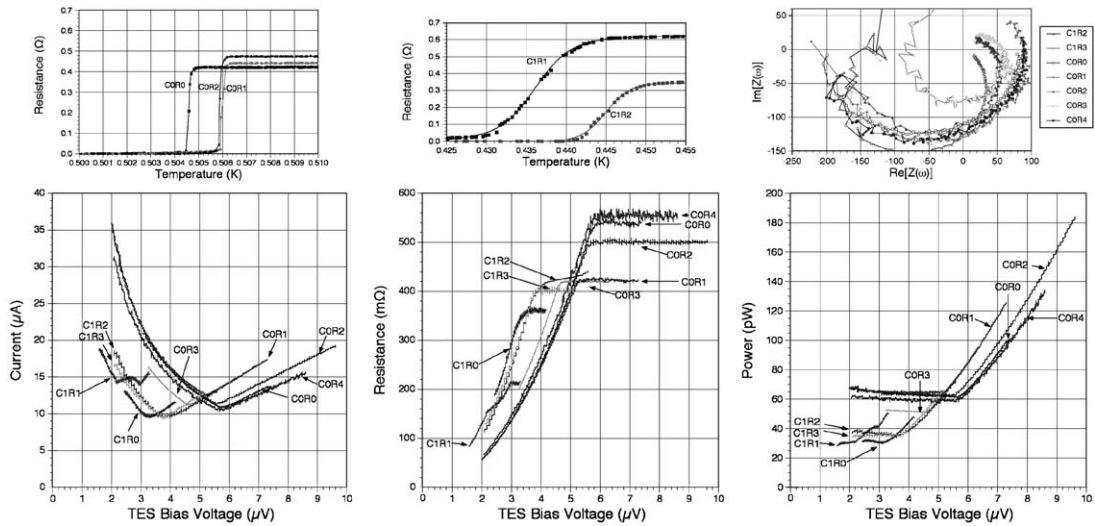 Resistance (Ω)
0.7
0.6
0.5
0.4
0.3
0.2
0.1
0.0
C0R0
C0R2
C0R1
0.500 0.501 0.502 0.503 0.504 0.505 0.506 0.507 0.508 0.509 0.510
Temperature (K)
Resistance (Ω)
0.7
0.6
0.5
0.4
0.3
0.2
0.1
0.0
C1R1
C1R2
0.425 0.430 0.435 0.440 0.445 0.450 0.455
Temperature (K)
Im[Z(ω)]
40
0
-50
-100
-150
-250 -200 -150 -100 -50 0 50 100
Re[Z(ω)]
C1R2
C1R3
C0R0
C0R1
C0R2
C0R3
C0R4
Current (μA)
40
35
30
25
20
15
10
5
0
C1R2
C1R3
C1R1
C1R0
C0R3
C0R1
C0R2
C0R4
C0R0
0 1 2 3 4 5 6 7 8 9 10
TES Bias Voltage (μV)
Resistance (mΩ)
600
500
400
300
200
100
0
C0R4
C0R0
C0R2
C1R2
C1R3
C0R1
C0R3
C1R0
C1R1
0 1 2 3 4 5 6 7 8 9 10
TES Bias Voltage (μV)
Power (pW)
200
180
160
140
120
100
80
60
40
20
0
C0R2
C0R0
C0R1
C0R4
C0R3
C1R2
C1R3
C1R1
C1R0
0 1 2 3 4 5 6 7 8 9 10
TES Bias Voltage (μV)